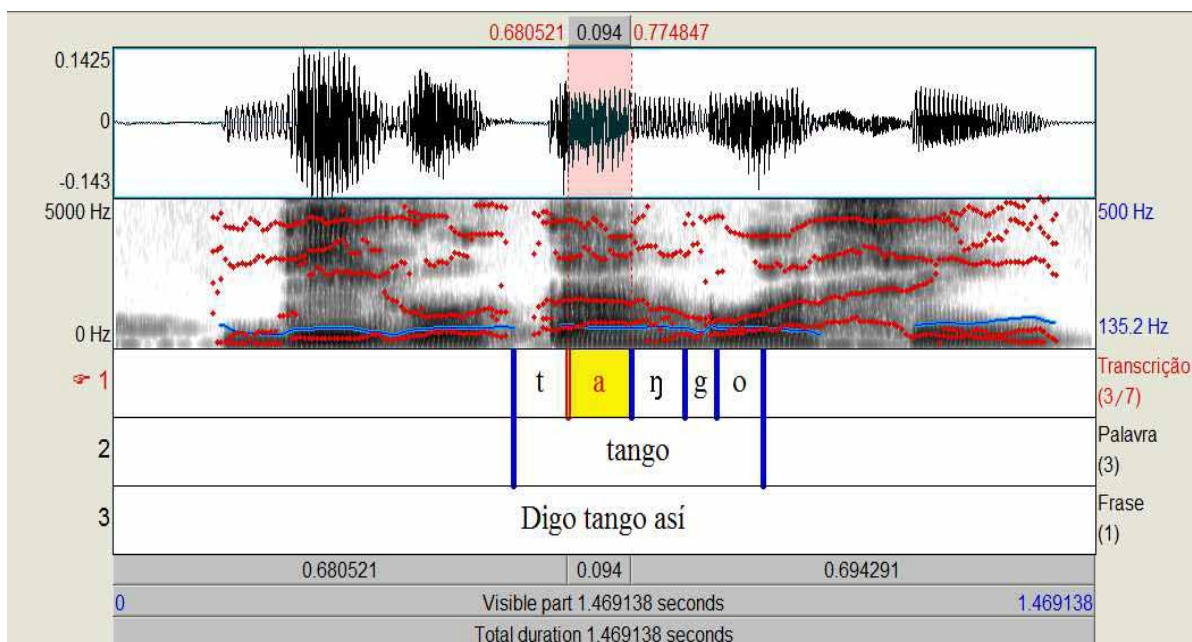 0.680521 0.094 0.774847
0.1425
0
-0.143
5000 Hz 500 Hz
0 Hz 135.2 Hz
1 t a ŋ g o Transcrição
(3/7)
2 tango Palavra
(3)
3 Digo tango así Frase
(1)
0.680521 0.094 0.694291
0 Visible part 1.469138 seconds 1.469138
Total duration 1.469138 seconds